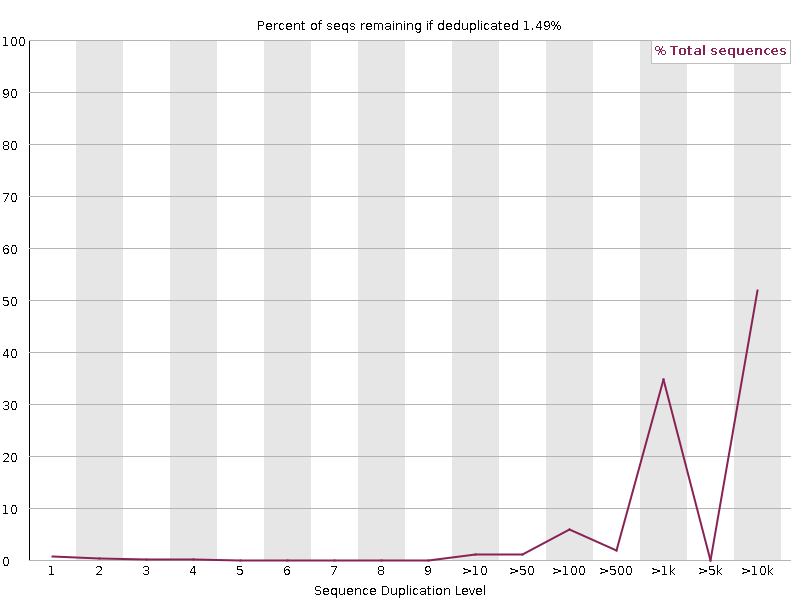 Percent of seqs remaining if deduplicated 1.49%
% Total sequences
100
90
80
70
60
50
40
30
20
10
0
1 2 3 4 5 6 7 8 9 >10 >50 >100 >500 >1k >5k >10k
Sequence Duplication Level